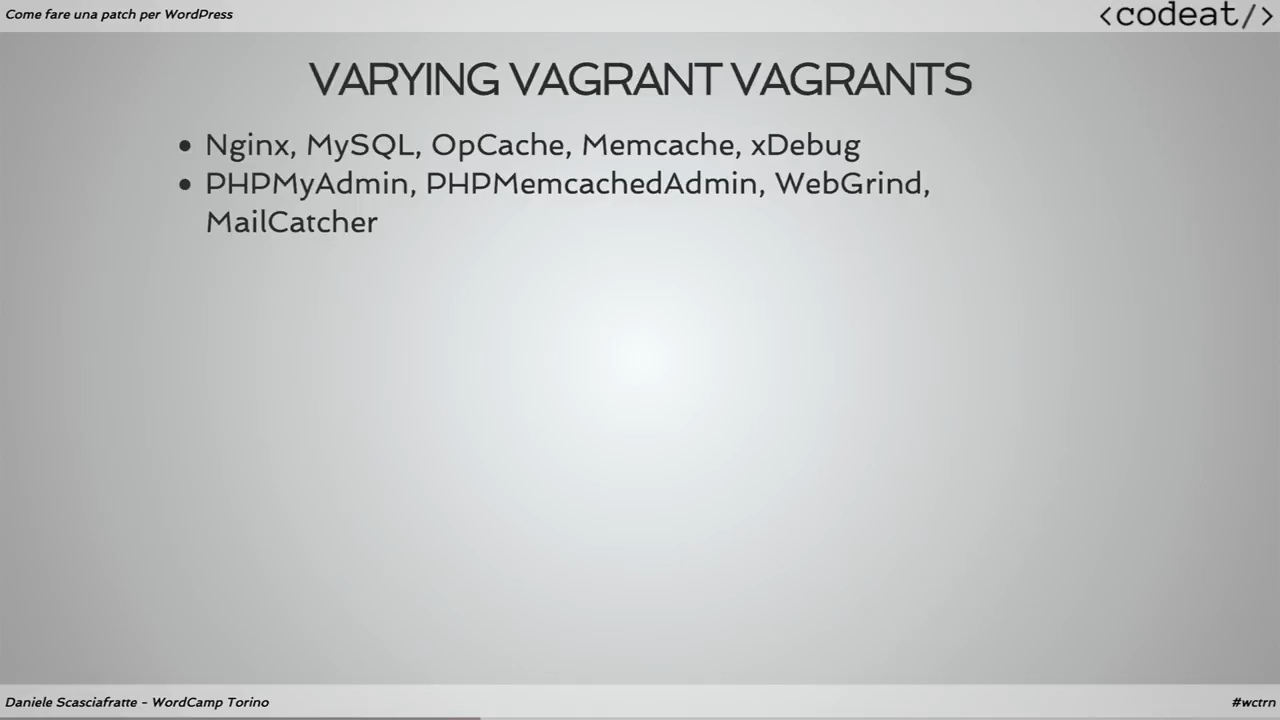 Come fare una patch per WordPress
<codeat/>
VARYING VAGRANT VAGRANTS
• Nginx, MySQL, OpCache, Memcache, xDebug
• PHPMyAdmin, PHPMemcachedAdmin, WebGrind,
MailCatcher
Daniele Scasciafratte - WordCamp Torino
#wctrn